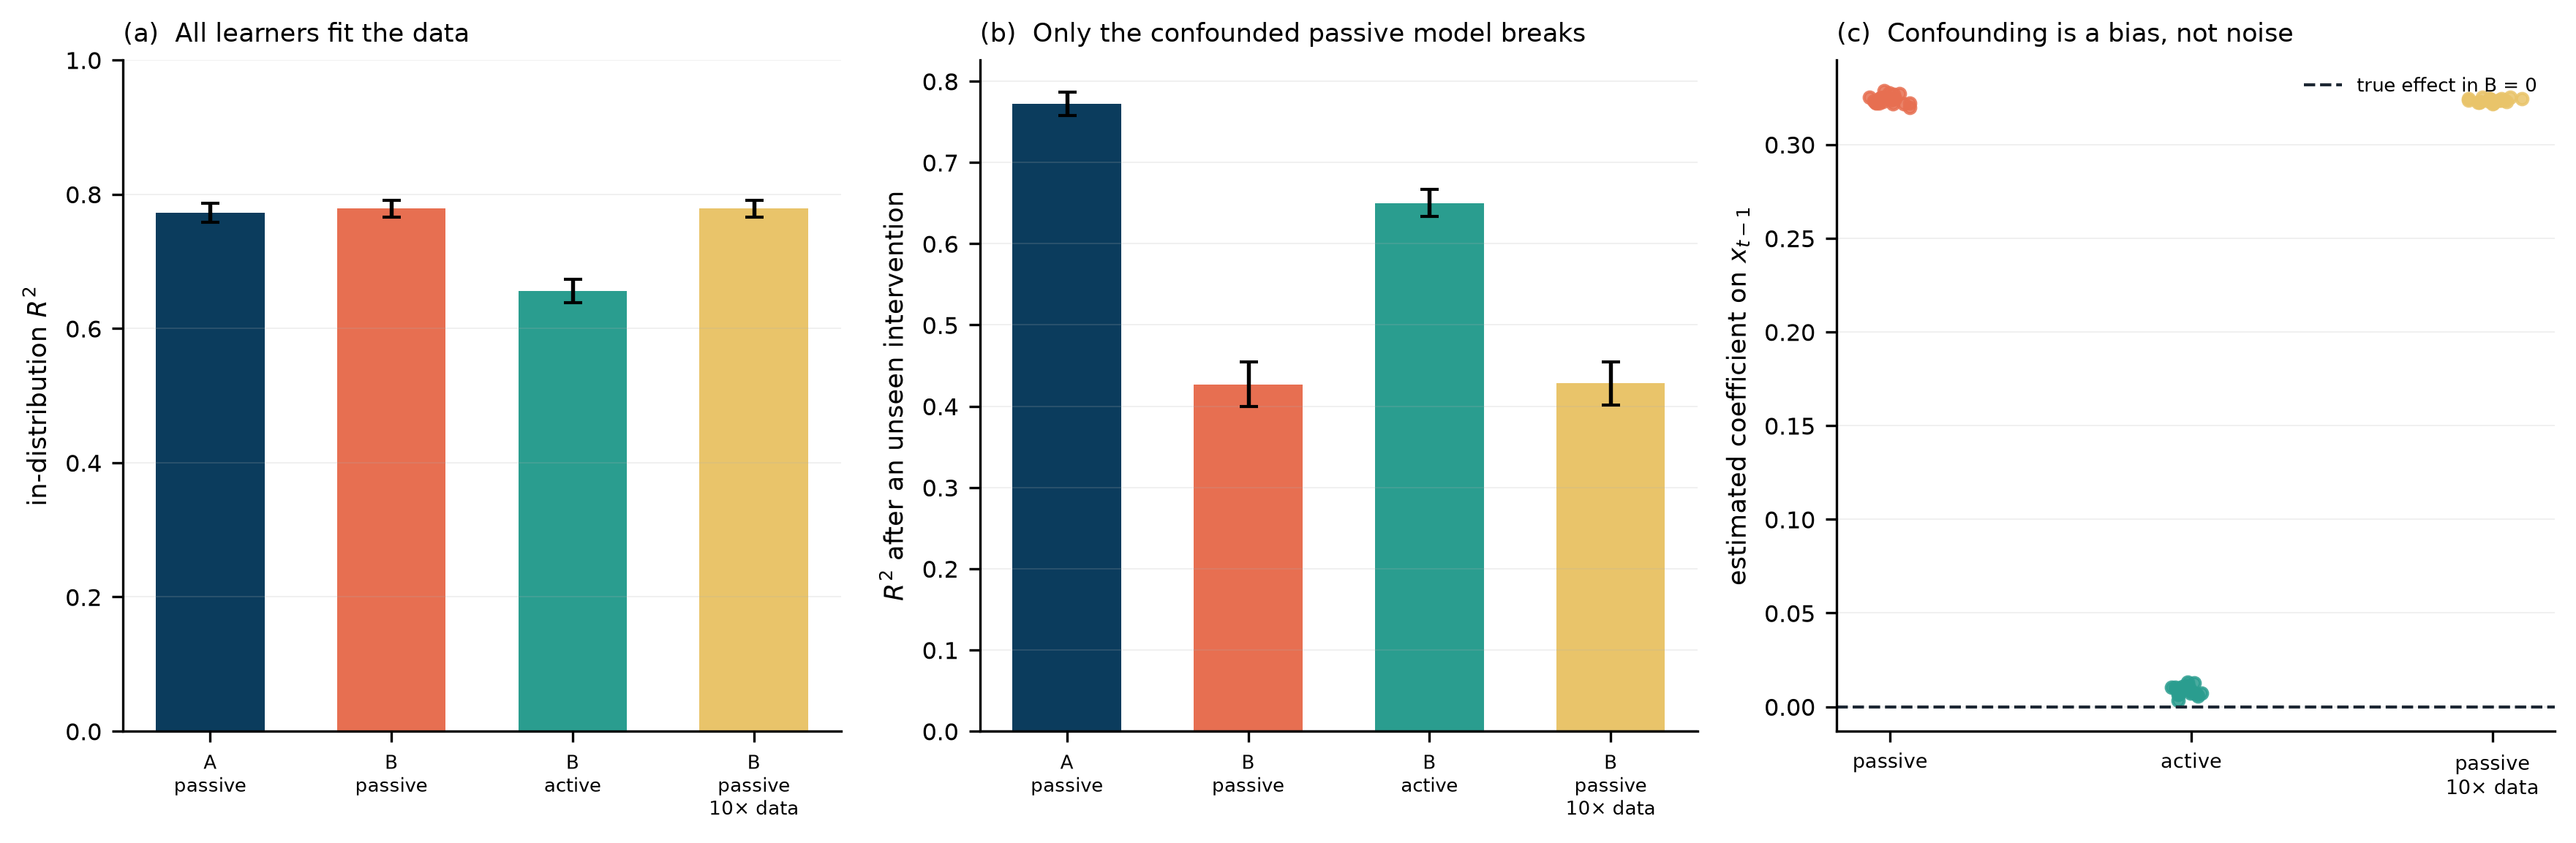 (a) All learners fit the data
in-distribution R²
1.0
0.8
0.6
0.4
0.2
0.0
A
passive
B
passive
B
active
B
passive
10× data
(b) Only the confounded passive model breaks
R² after an unseen intervention
0.8
0.7
0.6
0.5
0.4
0.3
0.2
0.1
0.0
A
passive
B
passive
B
active
B
passive
10× data
(c) Confounding is a bias, not noise
true effect in B = 0
estimated coefficient on xₜ₋₁
0.30
0.25
0.20
0.15
0.10
0.05
0.00
passive
active
passive
10× data